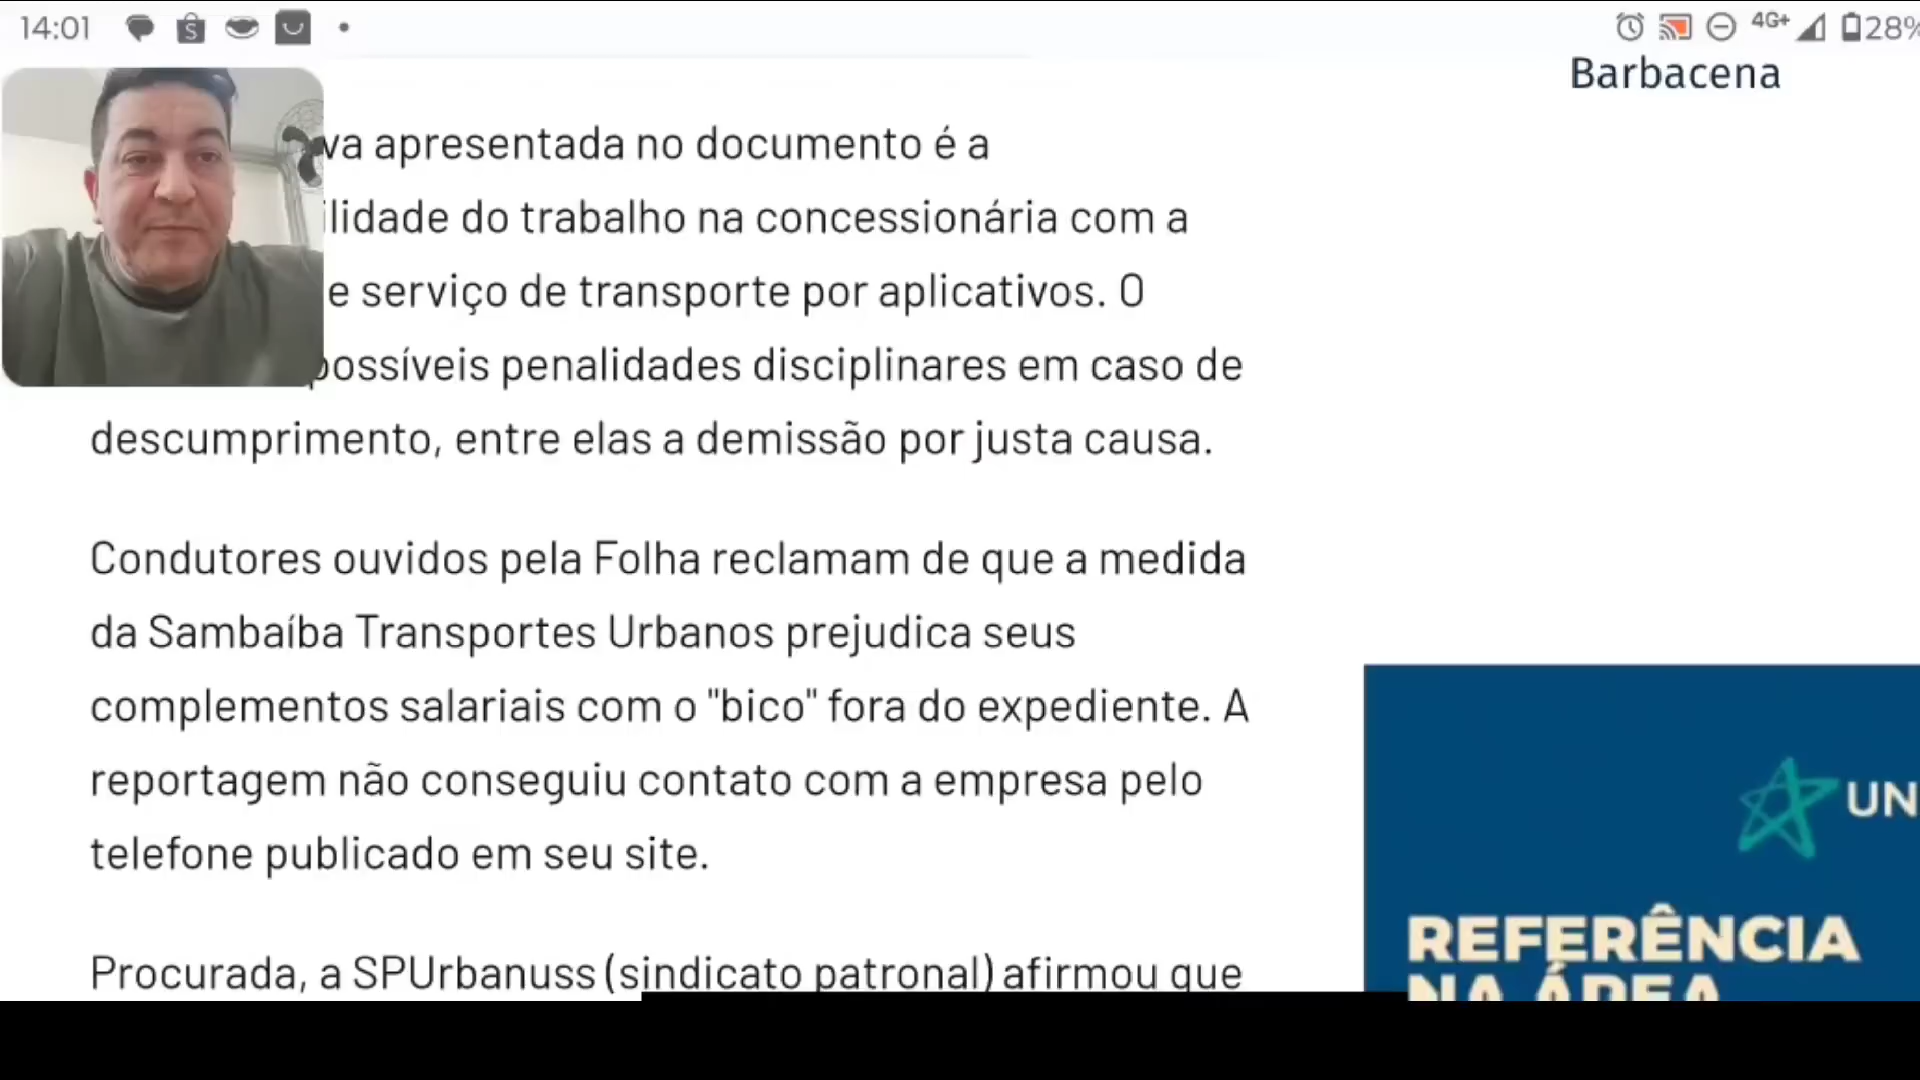 14:01
4G+
28%
Barbacena
apresentada no documento é a
do trabalho na concessionária com a
e serviço de transporte por aplicativos. O
possíveis penalidades disciplinares em caso de
descumprimento, entre elas a demissão por justa causa.
Condutores ouvidos pela Folha reclamam de que a medida
da Sambaíba Transportes Urbanos prejudica seus
complementos salariais com o "bico" fora do expediente. A
reportagem não conseguiu contato com a empresa pelo
telefone publicado em seu site.
Procurada, a SPUrbanuss (sindicato patronal) afirmou que
UN
REFERÊNCIA
NA ÁREA